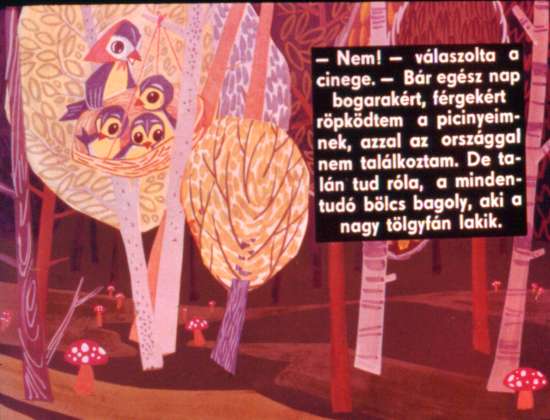 — Nem! — válaszolta a
cinege. — Bár egész nap
bogarakért, férgekért
röpködtem a picinyeim-
nek, azzal az országgal
nem találkoztam. De ta-
lán tud róla, a minden-
tudó bölcs bagoly, aki a
nagy tölgyfán lakik.